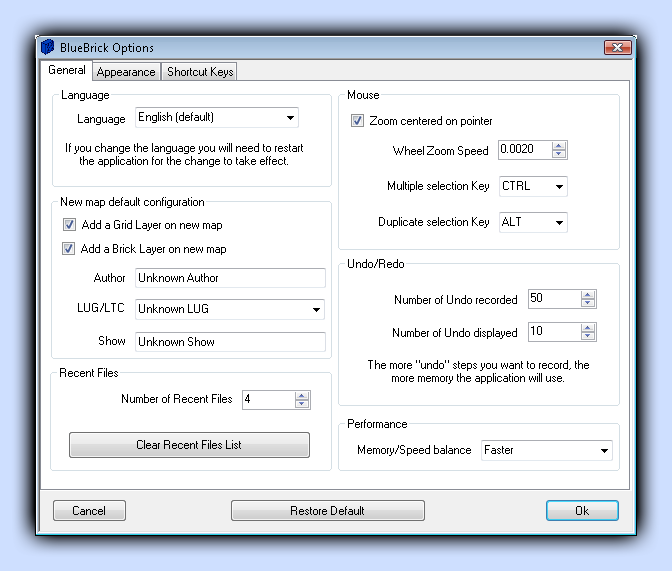 BlueBrick Options
General
Appearance
Shortcut Keys
Language
Language
English (default)
If you change the language you will need to restart
the application for the change to take effect.
New map default configuration
Add a Grid Layer on new map
Add a Brick Layer on new map
Author
Unknown Author
LUG/LTC
Unknown LUG
Show
Unknown Show
Recent Files
Number of Recent Files
4
Clear Recent Files List
Mouse
Zoom centered on pointer
Wheel Zoom Speed
0.0020
Multiple selection Key
CTRL
Duplicate selection Key
ALT
Undo/Redo
Number of Undo recorded
50
Number of Undo displayed
10
The more "undo" steps you want to record, the
more memory the application will use.
Performance
Memory/Speed balance
Faster
Cancel
Restore Default
Ok